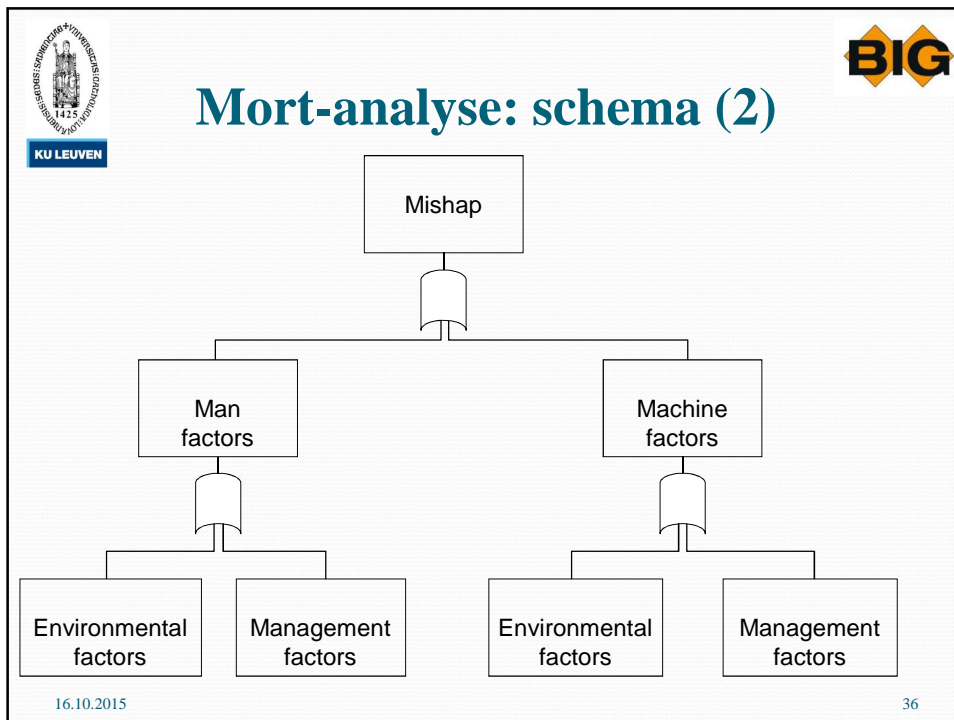 BIG
Mort-analyse: schema (2)
1425
KU LEUVEN
Mishap
Man
factors
Machine
factors
Environmental
factors
Management
factors
Environmental
factors
Management
factors
16.10.2015
36